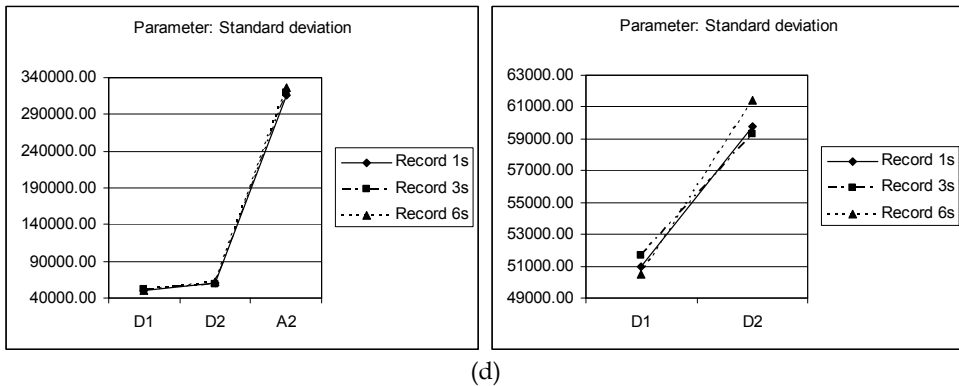 Parameter: Standard deviation
340000.00
290000.00
240000.00
190000.00
140000.00
90000.00
40000.00
D1 D2 A2
Record 1s
Record 3s
Record 6s
Parameter: Standard deviation
63000.00
61000.00
59000.00
57000.00
55000.00
53000.00
51000.00
49000.00
D1 D2
Record 1s
Record 3s
Record 6s
(d)